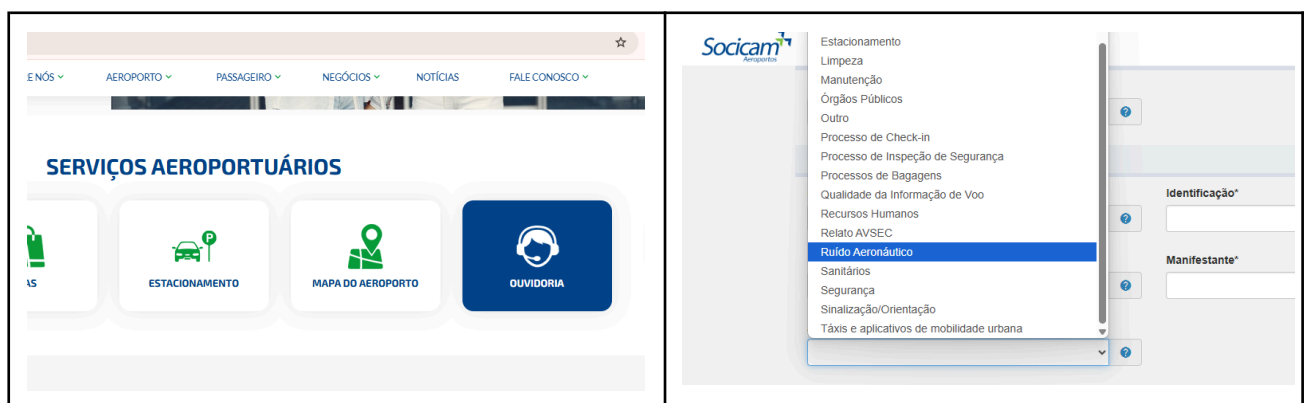 E NÓS
AEROPORTO
PASSAGEIRO
NEGÓCIOS
NOTÍCIAS
FALE CONOSCO
SERVIÇOS AEROPORTUÁRIOS
AS
ESTACIONAMENTO
MAPA DO AEROPORTO
OUVIDORIA
Socicam
Aeroportos
Estacionamento
Limpeza
Manutenção
Órgãos Públicos
Outro
Processo de Check-in
Processo de Inspeção de Segurança
Processos de Bagagens
Qualidade da Informação de Voo
Recursos Humanos
Relato AVSEC
Ruído Aeronáutico
Sanitários
Segurança
Sinalização/Orientação
Táxis e aplicativos de mobilidade urbana
Identificação*
Manifestante*